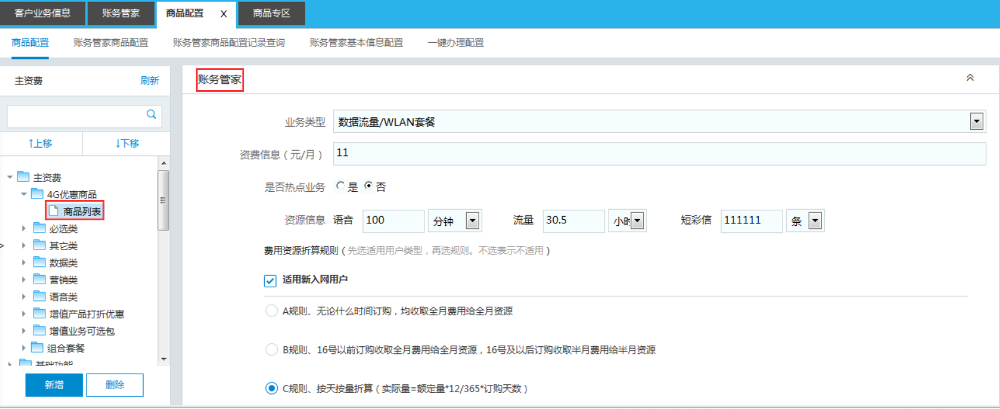 客户业务信息 账务管家 商品配置 X 商品专区
商品配置 账务管家商品配置 账务管家商品配置记录查询 账务管家基本信息配置 一键办理配置
主资费 刷新
↑上移 ↓下移
主资费
4G优惠商品
商品列表
必选类
其它类
数据类
营销类
语音类
增值产品打折优惠
增值业务可选包
组合套餐
基础功能
新增 删除
账务管家
业务类型 数据流量/WLAN套餐
资费信息（元/月） 11
是否热点业务 是 否
资源信息 语音 100 分钟 流量 30.5 小时 短彩信 111111 条
费用资源折算规则（先选适用用户类型，再选规则。不选表示不适用）
适用新入网用户
A规则、无论什么时间订购，均收取全月费用给全月资源
B规则、16号以前订购收取全月费用给全月资源，16号及以后订购收取半月费用给半月资源
C规则、按天按量折算（实际量=额定量*12/365*订购天数）